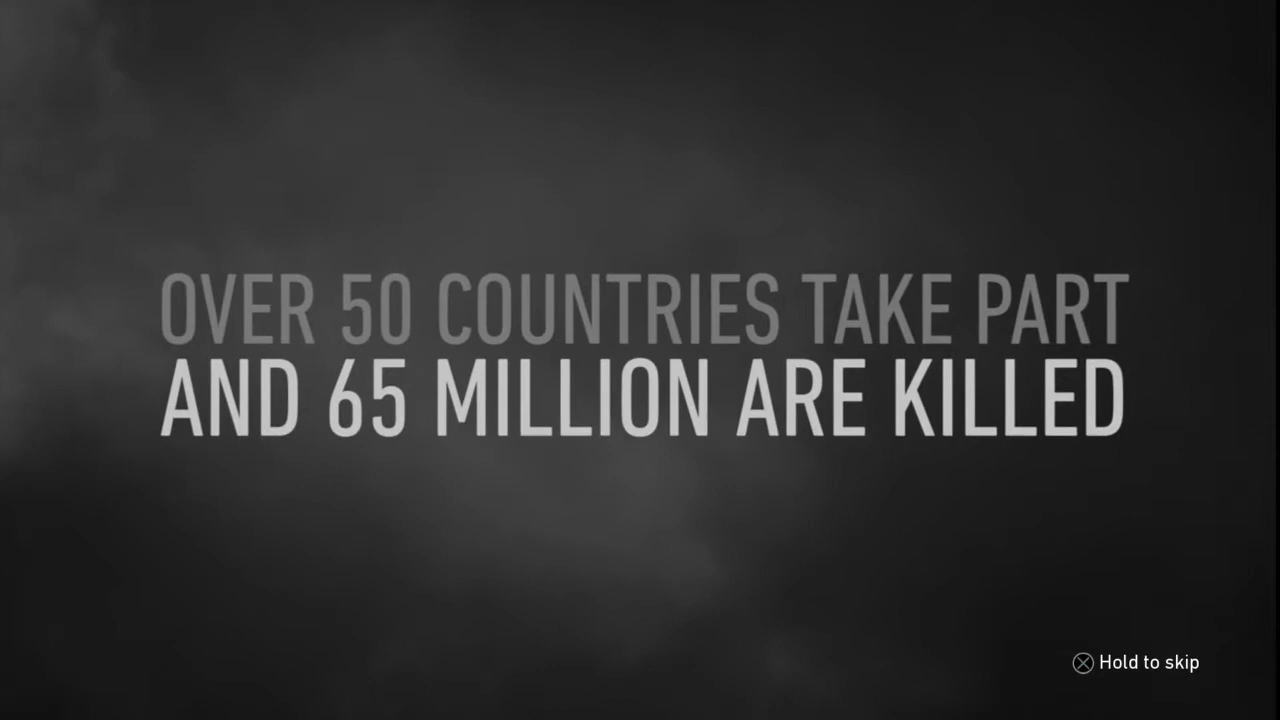 OVER 50 COUNTRIES TAKE PART
AND 65 MILLION ARE KILLED
Hold to skip